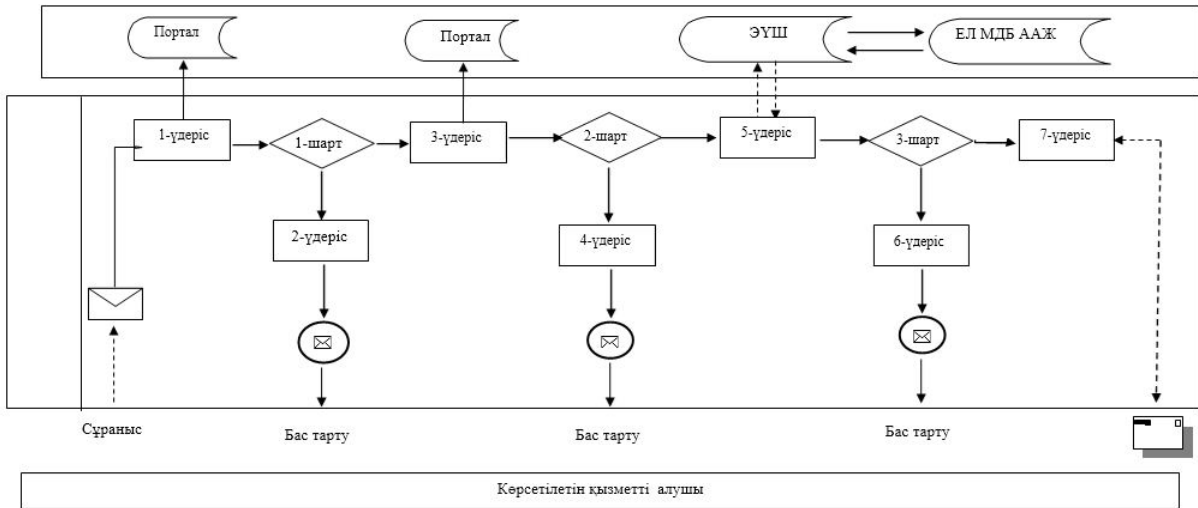 Портал
Портал
ЭҮШ
ЕЛ МДБ ААЖ
1-үдеріс
1-шарт
3-үдеріс
2-шарт
5-үдеріс
3-шарт
7-үдеріс
2-үдеріс
4-үдеріс
6-үдеріс
Сұраныс
Бас тарту
Бас тарту
Бас тарту
Көрсетілетін қызметті алушы